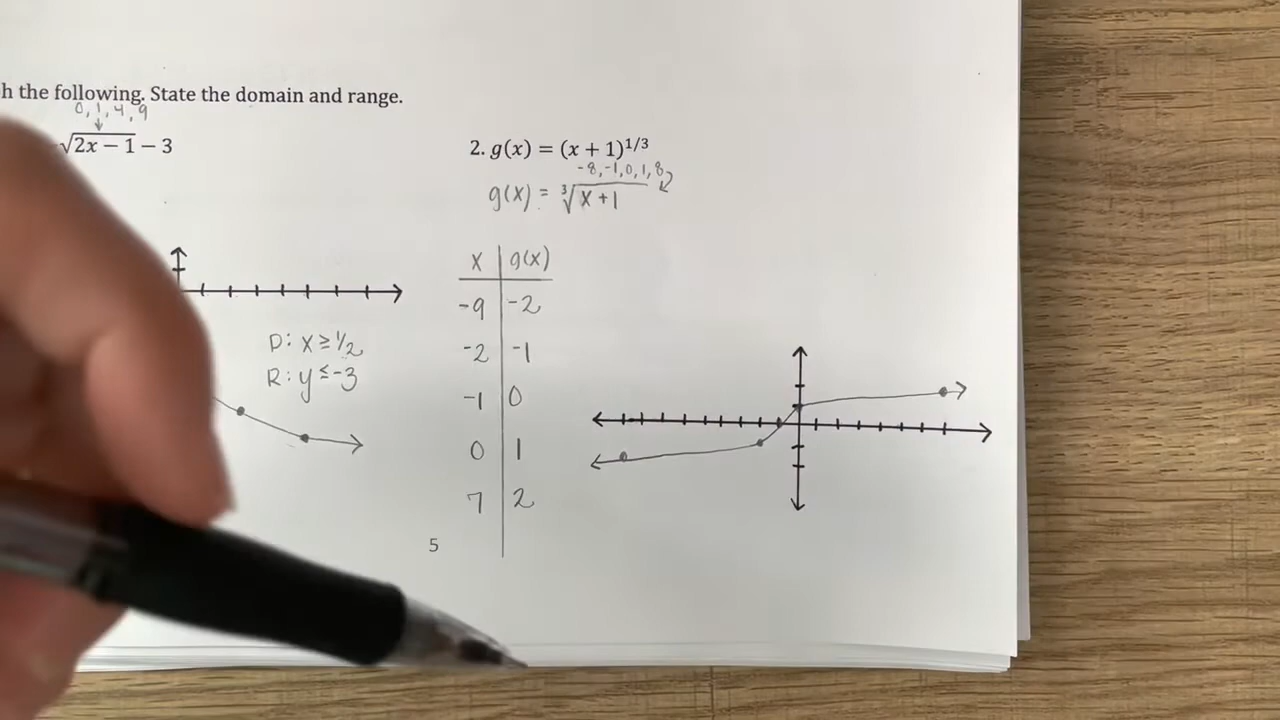 h the following. State the domain and range.
0, 1, 4, 9
√2x − 1 − 3
D: x ≥ 1/2
R: y ≤ -3
2. g(x) = (x + 1)^1/3
-8, -1, 0, 1, 8
g(x) = ∛x + 1
x g(x)
-9 -2
-2 -1
-1 0
0 1
7 2
5